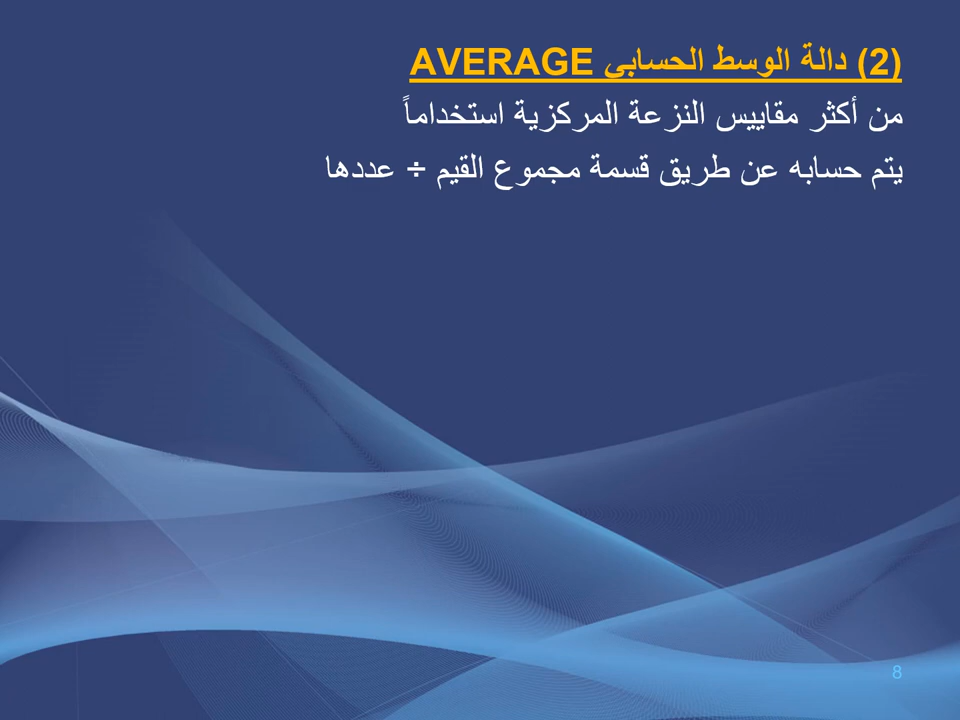 (2) دالة الوسط الحسابي AVERAGE
من أكثر مقاييس النزعة المركزية استخداماً
يتم حسابه عن طريق قسمة مجموع القيم ÷ عددها
8